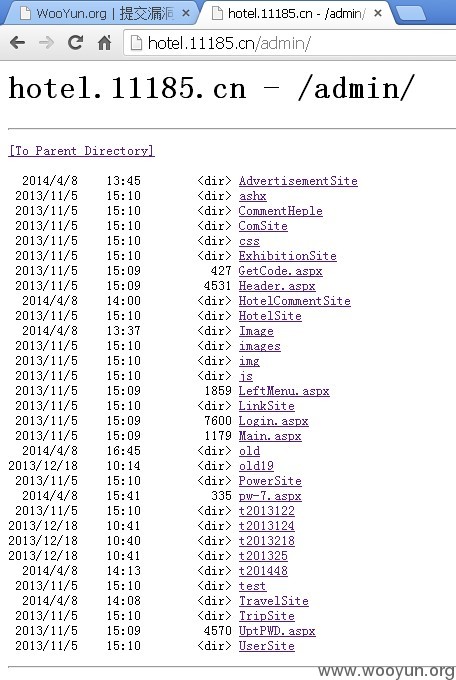 WooYun.org | 提交漏洞
hotel.11185.cn - /admin/
hotel.11185.cn/admin/
hotel.11185.cn - /admin/
[To Parent Directory]
2014/4/8 13:45 <dir> AdvertisementSite
2013/11/5 15:10 <dir> ashx
2013/11/5 15:10 <dir> CommentHeple
2013/11/5 15:10 <dir> ComSite
2013/11/5 15:10 <dir> css
2013/11/5 15:10 <dir> ExhibitionSite
2013/11/5 15:09 427 GetCode.aspx
2013/11/5 15:09 4531 Header.aspx
2014/4/8 14:00 <dir> HotelCommentSite
2013/11/5 15:10 <dir> HotelSite
2014/4/8 13:37 <dir> Image
2013/11/5 15:10 <dir> images
2013/11/5 15:10 <dir> img
2013/11/5 15:10 <dir> js
2013/11/5 15:09 1859 LeftMenu.aspx
2013/11/5 15:10 <dir> LinkSite
2013/11/5 15:09 7600 Login.aspx
2013/11/5 15:09 1179 Main.aspx
2014/4/8 16:45 <dir> old
2013/12/18 10:14 <dir> old19
2013/11/5 15:10 <dir> PowerSite
2014/4/8 15:41 335 pw-7.aspx
2013/12/18 10:41 <dir> t2013122
2013/12/18 10:41 <dir> t2013124
2013/12/18 10:40 <dir> t2013218
2013/12/18 10:41 <dir> t201325
2014/4/8 14:13 <dir> t201448
2013/11/5 15:10 <dir> test
2014/4/8 14:08 <dir> TravelSite
2013/11/5 15:10 <dir> TripSite
2013/11/5 15:09 4570 UptPWD.aspx
2013/11/5 15:10 <dir> UserSite
www.wooyun.org